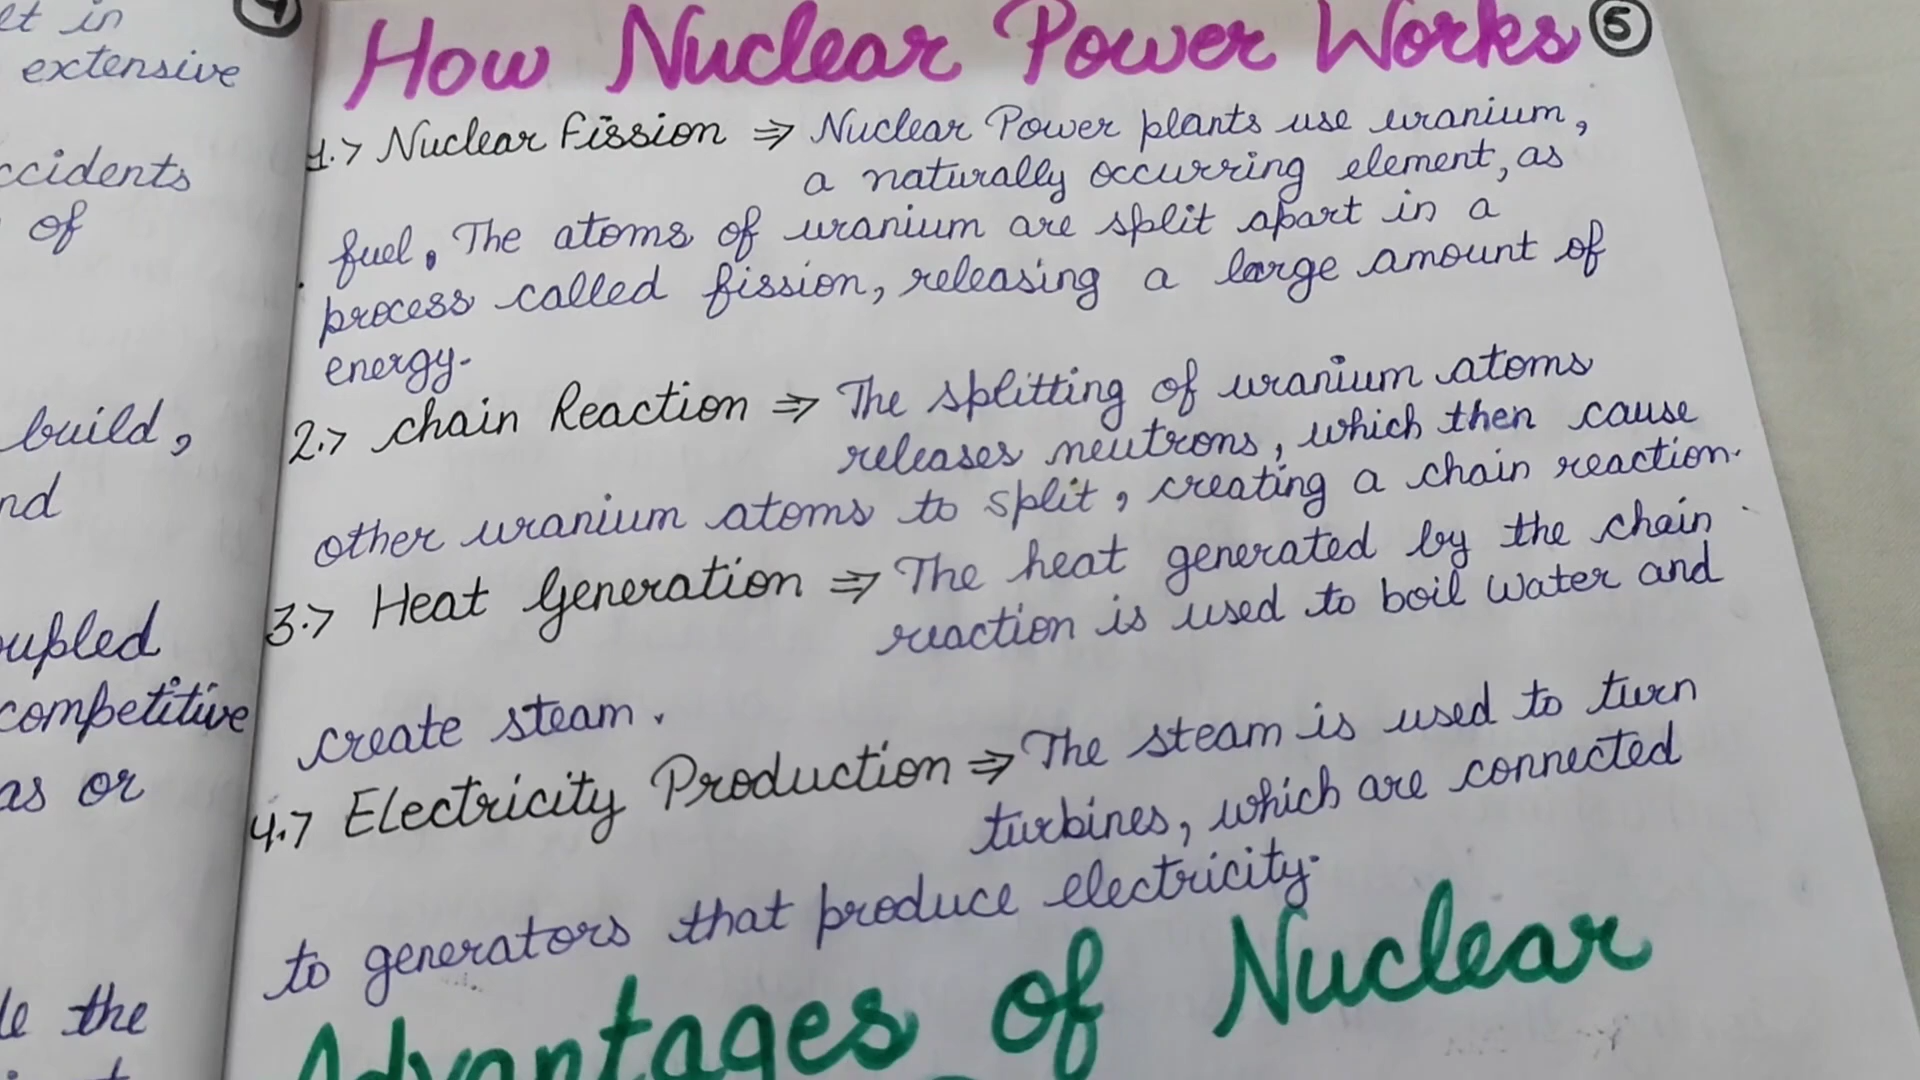 4
et in
extensive
ccidents
of
build,
nd
upled
competitive
as or
le the
How Nuclear Power Works 5
1.> Nuclear Fission ⇒ Nuclear Power plants use uranium,
a naturally occurring element, as
fuel. The atoms of uranium are split apart in a
process called fission, releasing a large amount of
energy.
2.> chain Reaction ⇒ The splitting of uranium atoms
releases neutrons, which then cause
other uranium atoms to split, creating a chain reaction.
3.> Heat Generation ⇒ The heat generated by the chain
reaction is used to boil water and
create steam.
4.> Electricity Production ⇒ The steam is used to turn
turbines, which are connected
to generators that produce electricity.
Advantages of Nuclear